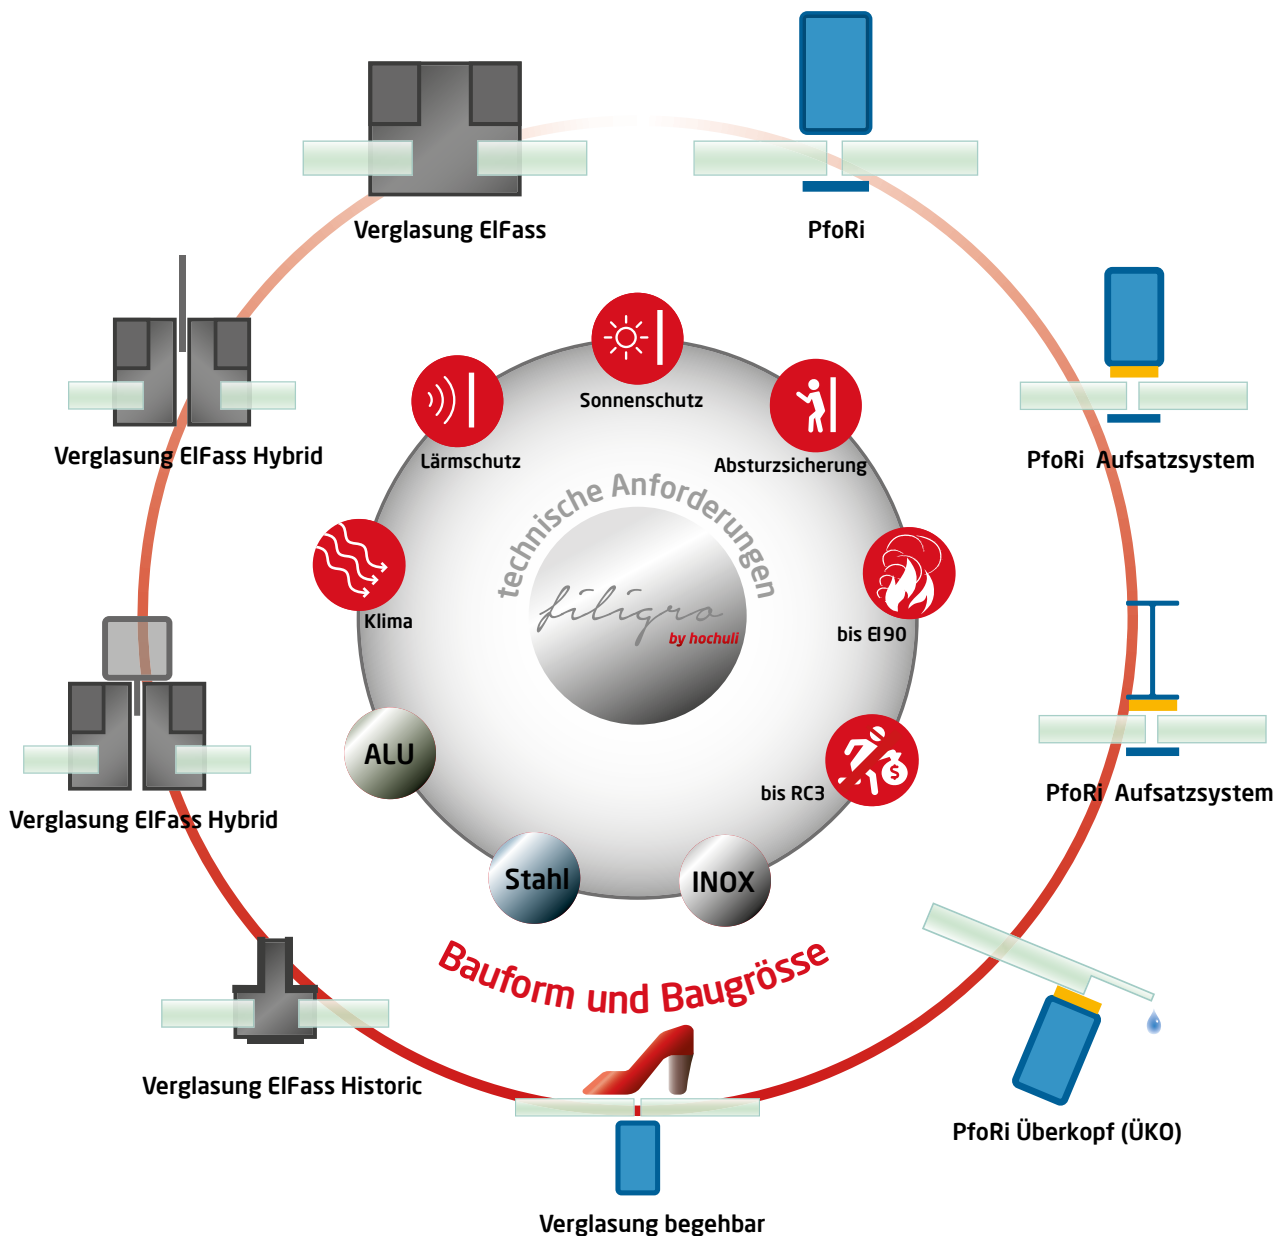 Verglasung ElFass
PfoRi
Verglasung ElFass Hybrid
PfoRi Aufsatzsystem
Sonnenschutz
Lärmschutz
Absturzsicherung
technische Anforderungen
Klima
bis EI90
filigro
by hochuli
ALU
bis RC3
Stahl
INOX
Verglasung ElFass Hybrid
PfoRi Aufsatzsystem
Bauform und Baugrösse
Verglasung ElFass Historic
PfoRi Überkopf (ÜKO)
Verglasung begehbar
$